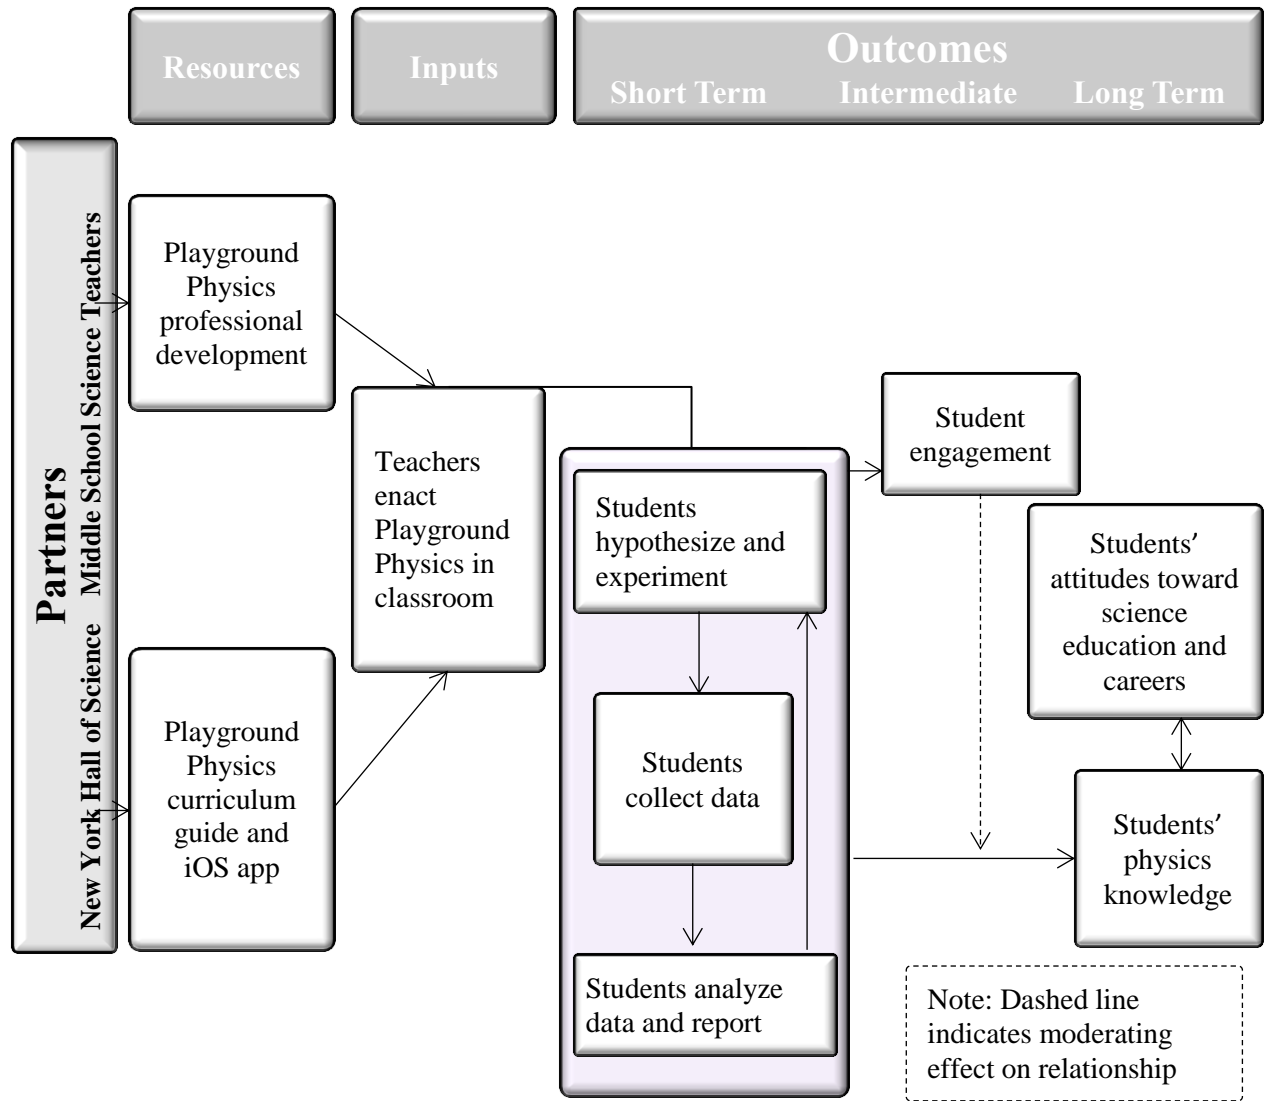 Resources
Inputs
Outcomes
Short Term Intermediate Long Term
Partners
New York Hall of Science Middle School Science Teachers
Playground
Physics
professional
development
Playground
Physics
curriculum
guide and
iOS app
Teachers
enact
Playground
Physics in
classroom
Students
hypothesize and
experiment
Students
collect data
Students analyze
data and report
Student
engagement
Students’
attitudes toward
science
education and
careers
Students’
physics
knowledge
Note: Dashed line
indicates moderating
effect on relationship